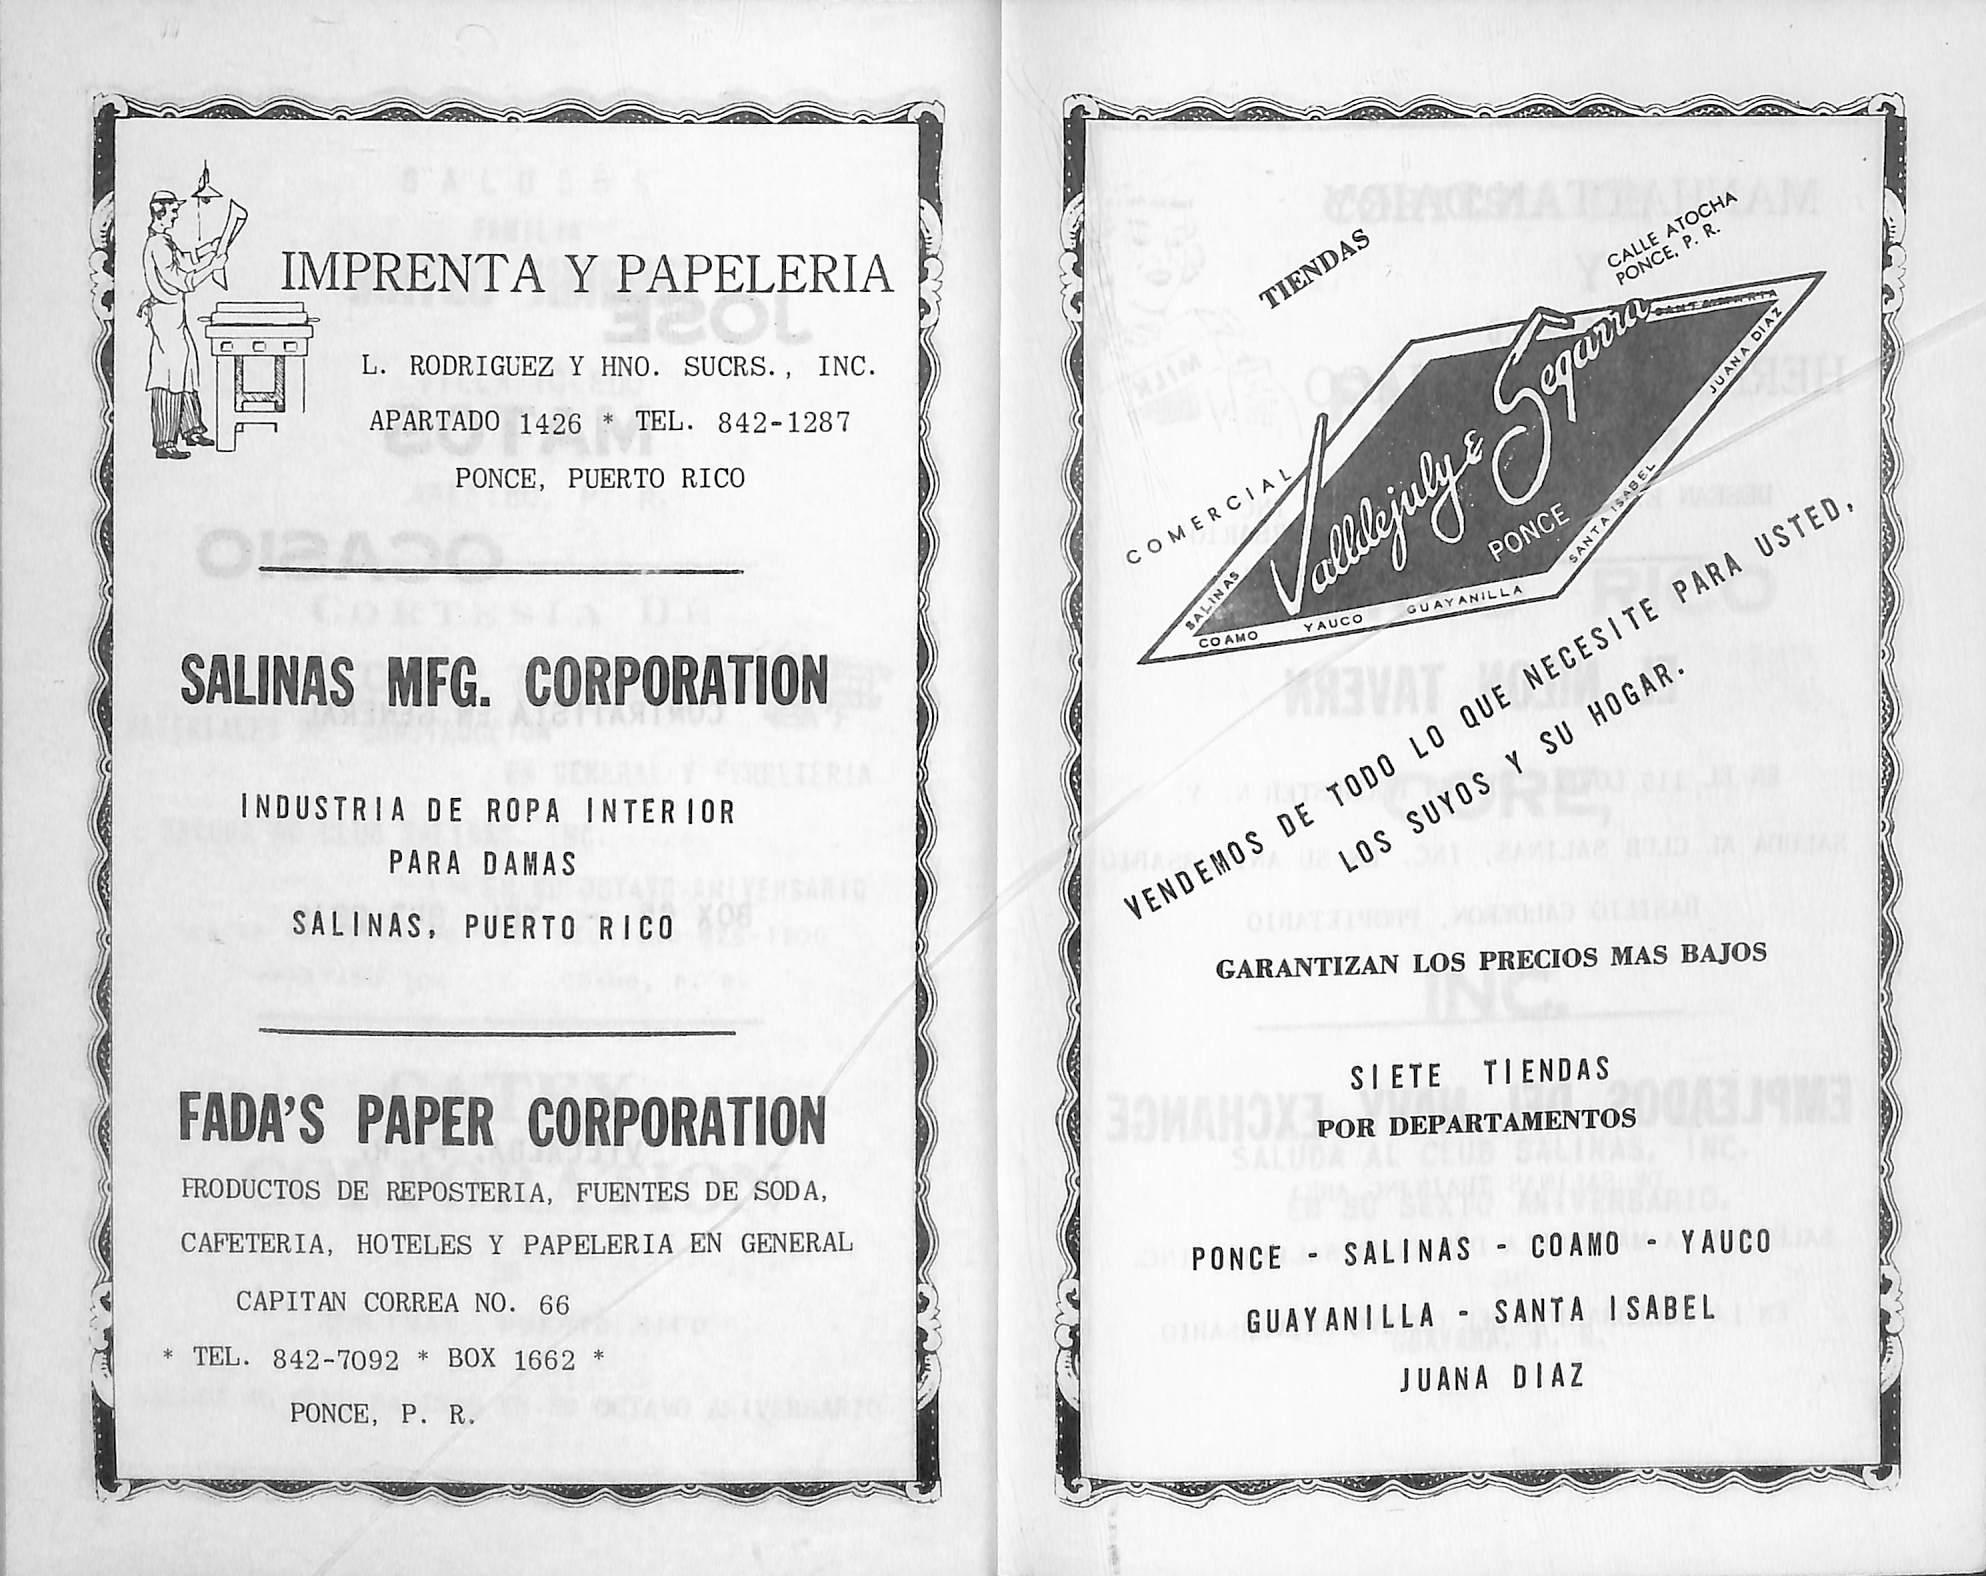 IMPRENTA Y PAPELERIA
L. RODRIGUEZ Y HNO. SUCRS., INC.
APARTADO 1426 * TEL. 842-1287
PONCE, PUERTO RICO
SALINAS MFG. CORPORATION
INDUSTRIA DE ROPA INTERIOR
PARA DAMAS
SALINAS, PUERTO RICO
FADA'S PAPER CORPORATION
PRODUCTOS DE REPOSTERIA, FUENTES DE SODA,
CAFETERIA, HOTELES Y PAPELERIA EN GENERAL
CAPITAN CORREA NO. 66
* TEL. 842-7092 * BOX 1662 *
PONCE, P. R.
TIENDAS
CALLE ATOCHA
PONCE, P. R.
COMERCIAL
Valldejuly & Segarra
PONCE
SALINAS
COAMO
YAUCO
GUAYANILLA
SANTA ISABEL
JUANA DIAZ
VENDEMOS DE TODO LO QUE NECESITE PARA USTED,
LOS SUYOS Y SU HOGAR.
GARANTIZAN LOS PRECIOS MAS BAJOS
SIETE TIENDAS
POR DEPARTAMENTOS
PONCE - SALINAS - COAMO - YAUCO
GUAYANILLA - SANTA ISABEL
JUANA DIAZ